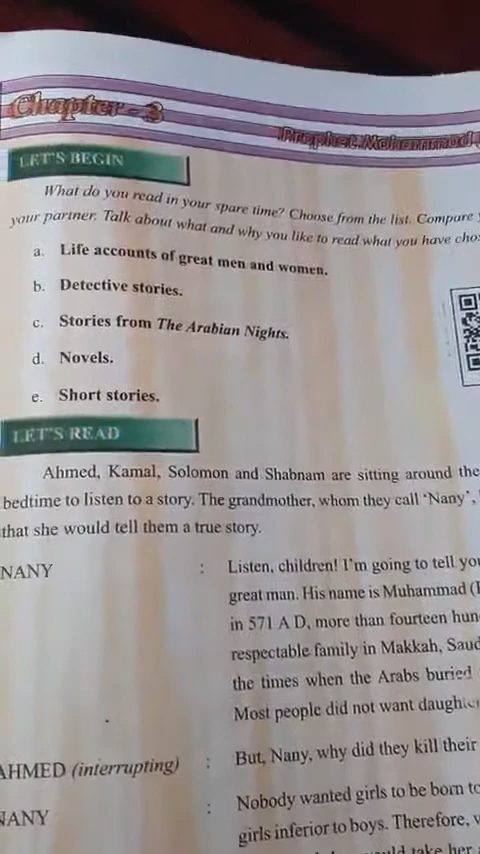 Chapter - 3
Prophet Mohammad
LET'S BEGIN
What do you read in your spare time? Choose from the list. Compare
your partner. Talk about what and why you like to read what you have
a. Life accounts of great men and women.
b. Detective stories.
c. Stories from The Arabian Nights.
d. Novels.
e. Short stories.
LET'S READ
Ahmed, Kamal, Solomon and Shabnam are sitting around the
bedtime to listen to a story. The grandmother, whom they call 'Nany',
that she would tell them a true story.
NANY : Listen, children! I'm going to tell
great man. His name is Muhammad
in 571 A D, more than fourteen
respectable family in Makkah,
the times when the Arabs buried
Most people did not want
AHMED (interrupting) : But, Nany, why did they kill their
NANY : Nobody wanted girls to be born to
girls inferior to boys. Therefore,
would take her